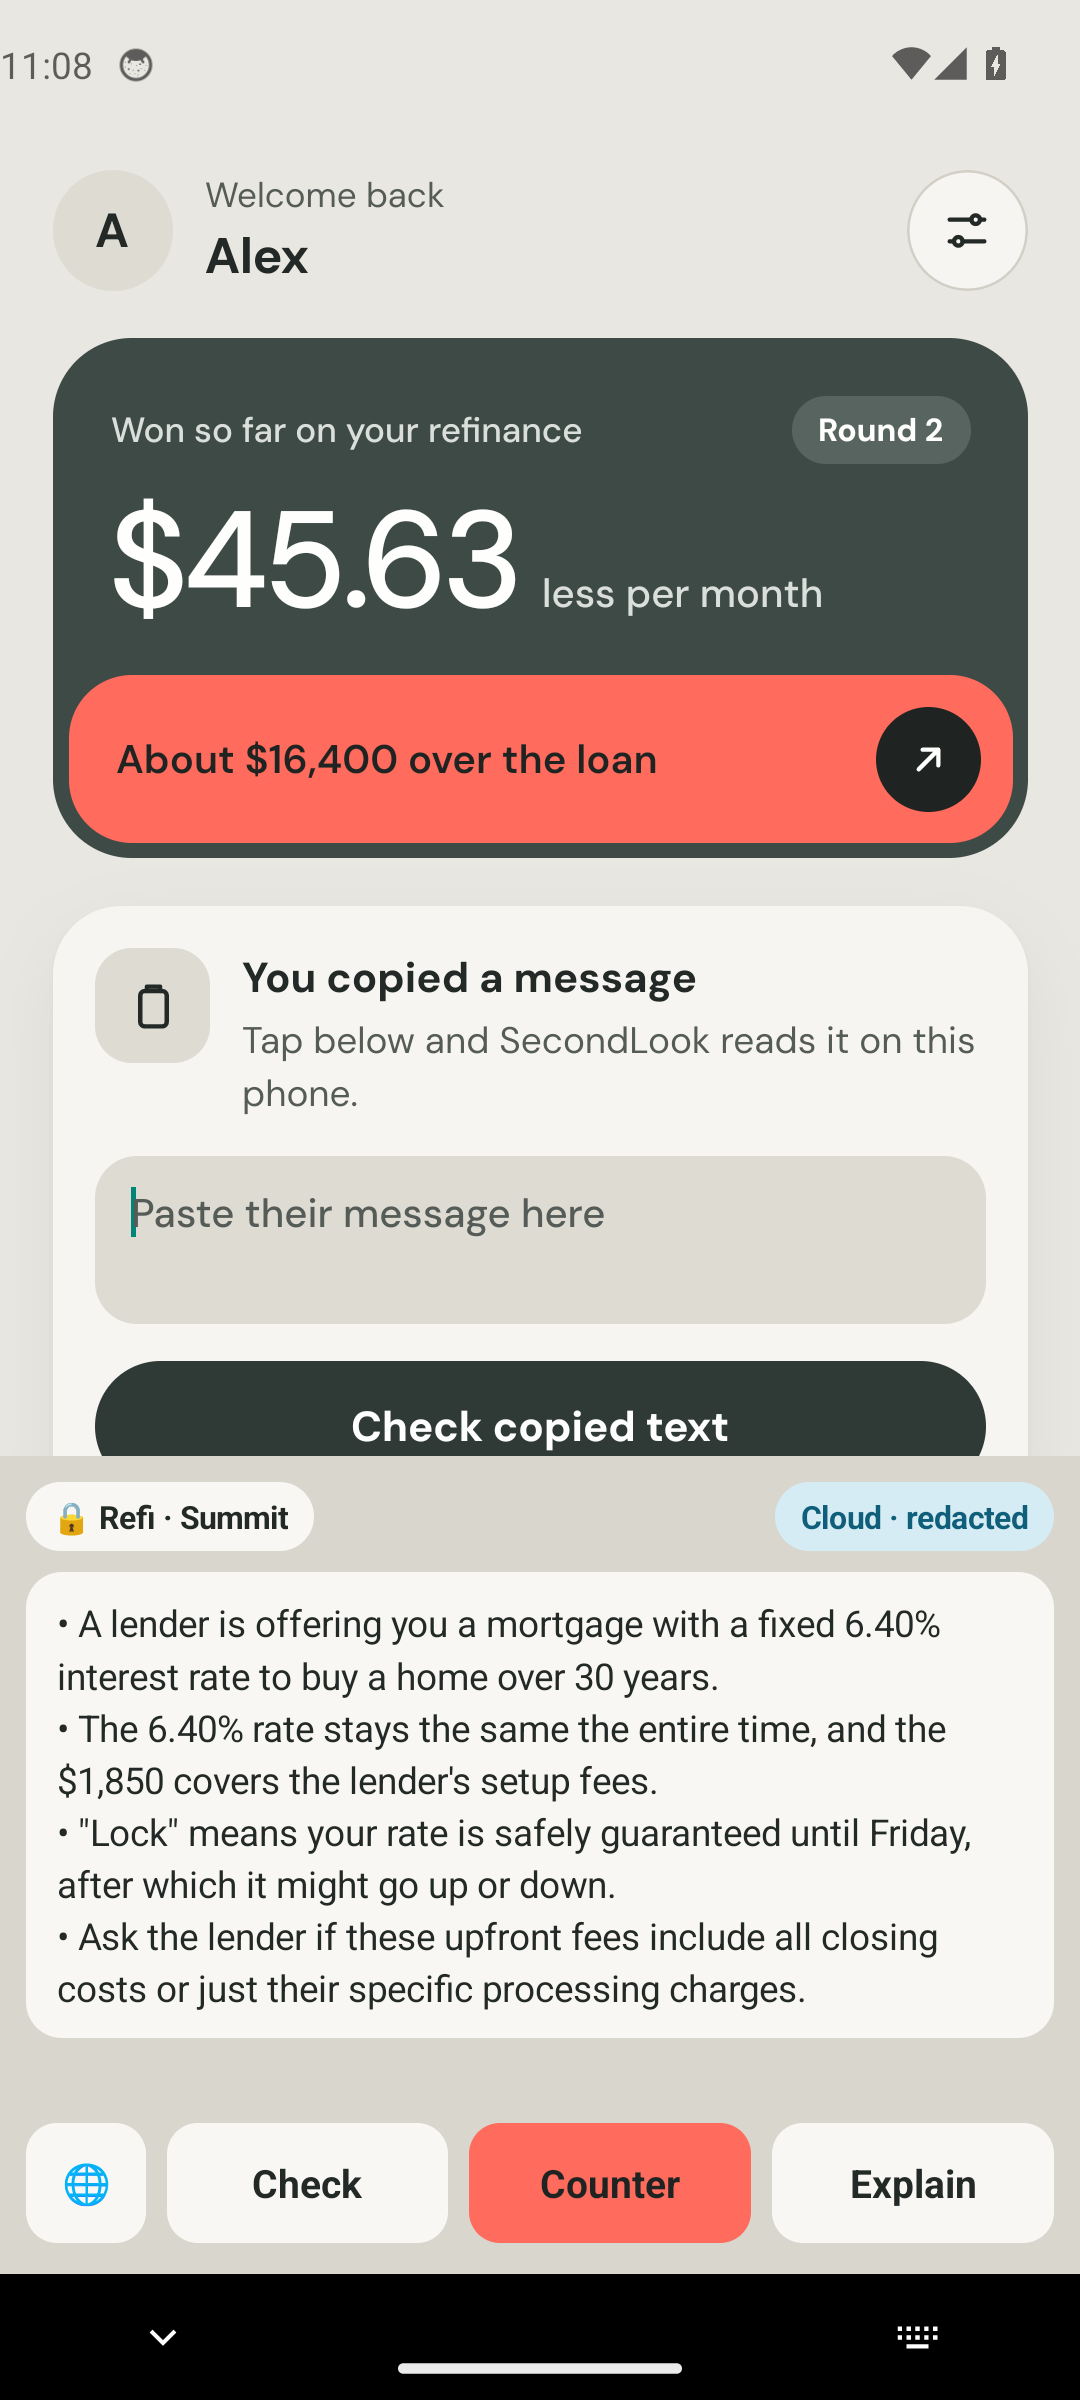 11:08
A
Welcome back
Alex
Won so far on your refinance
Round 2
$45.63 less per month
About $16,400 over the loan
You copied a message
Tap below and SecondLook reads it on this
phone.
Paste their message here
Check copied text
🔒 Refi · Summit
Cloud · redacted
• A lender is offering you a mortgage with a fixed 6.40%
interest rate to buy a home over 30 years.
• The 6.40% rate stays the same the entire time, and the
$1,850 covers the lender's setup fees.
• "Lock" means your rate is safely guaranteed until Friday,
after which it might go up or down.
• Ask the lender if these upfront fees include all closing
costs or just their specific processing charges.
🌐 Check Counter Explain